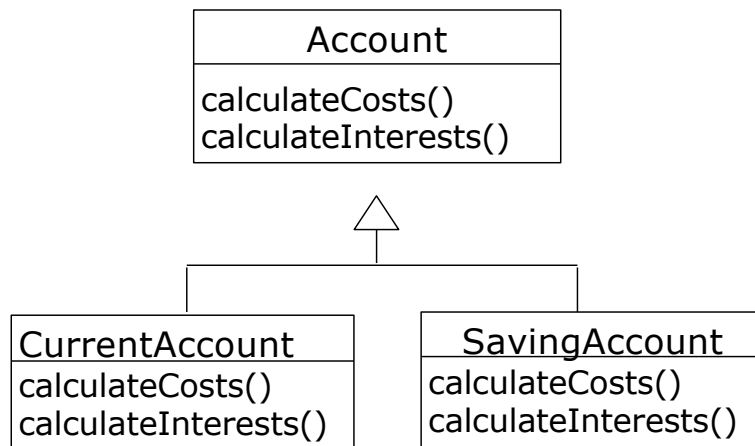 Account
calculateCosts()
calculateInterests()
CurrentAccount
calculateCosts()
calculateInterests()
SavingAccount
calculateCosts()
calculateInterests()